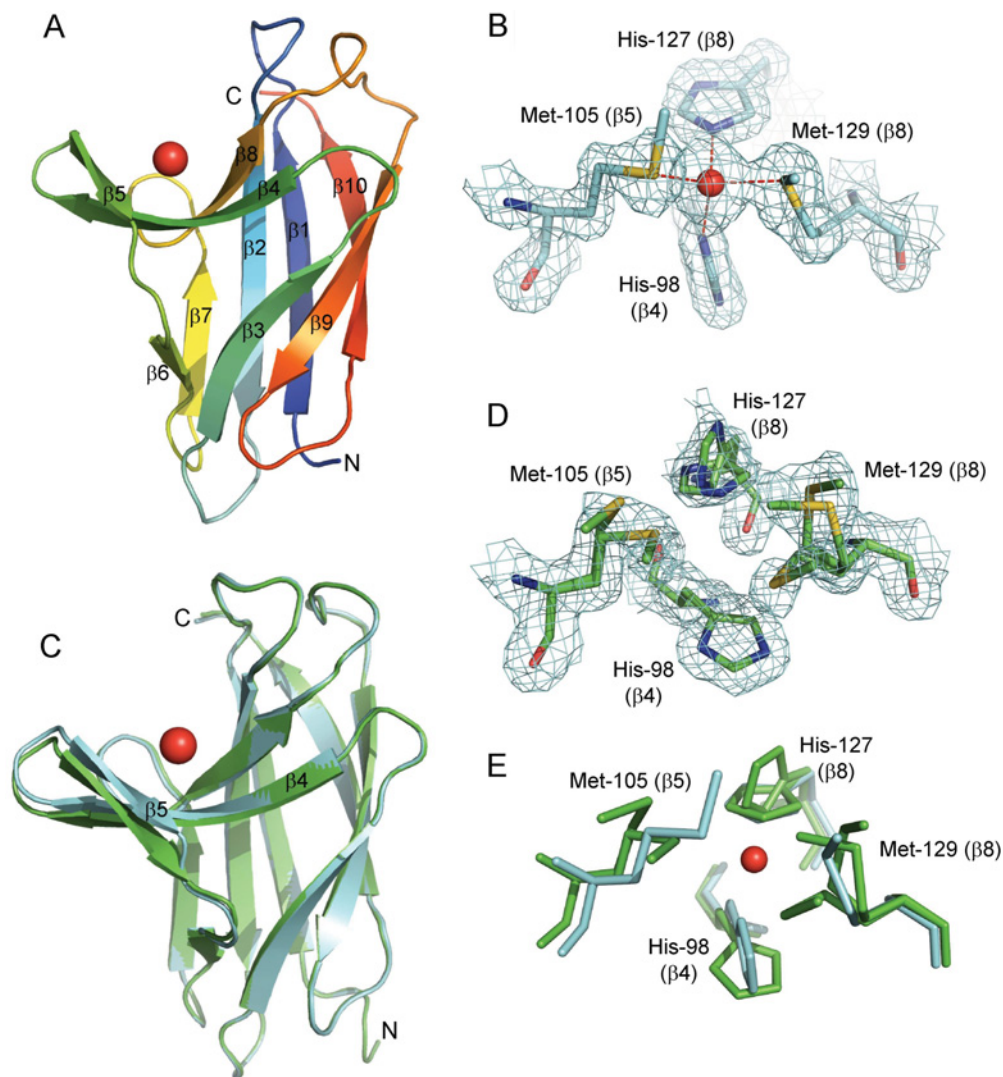 A
C
β5
β8
β4
β10
β2
β1
β7
β3
β9
β6
N
B
His-127 (β8)
Met-105 (β5)
Met-129 (β8)
His-98
(β4)
C
C
β5
β4
N
D
His-127
(β8)
Met-105 (β5)
Met-129 (β8)
His-98
(β4)
E
His-127
(β8)
Met-105 (β5)
Met-129 (β8)
His-98
(β4)